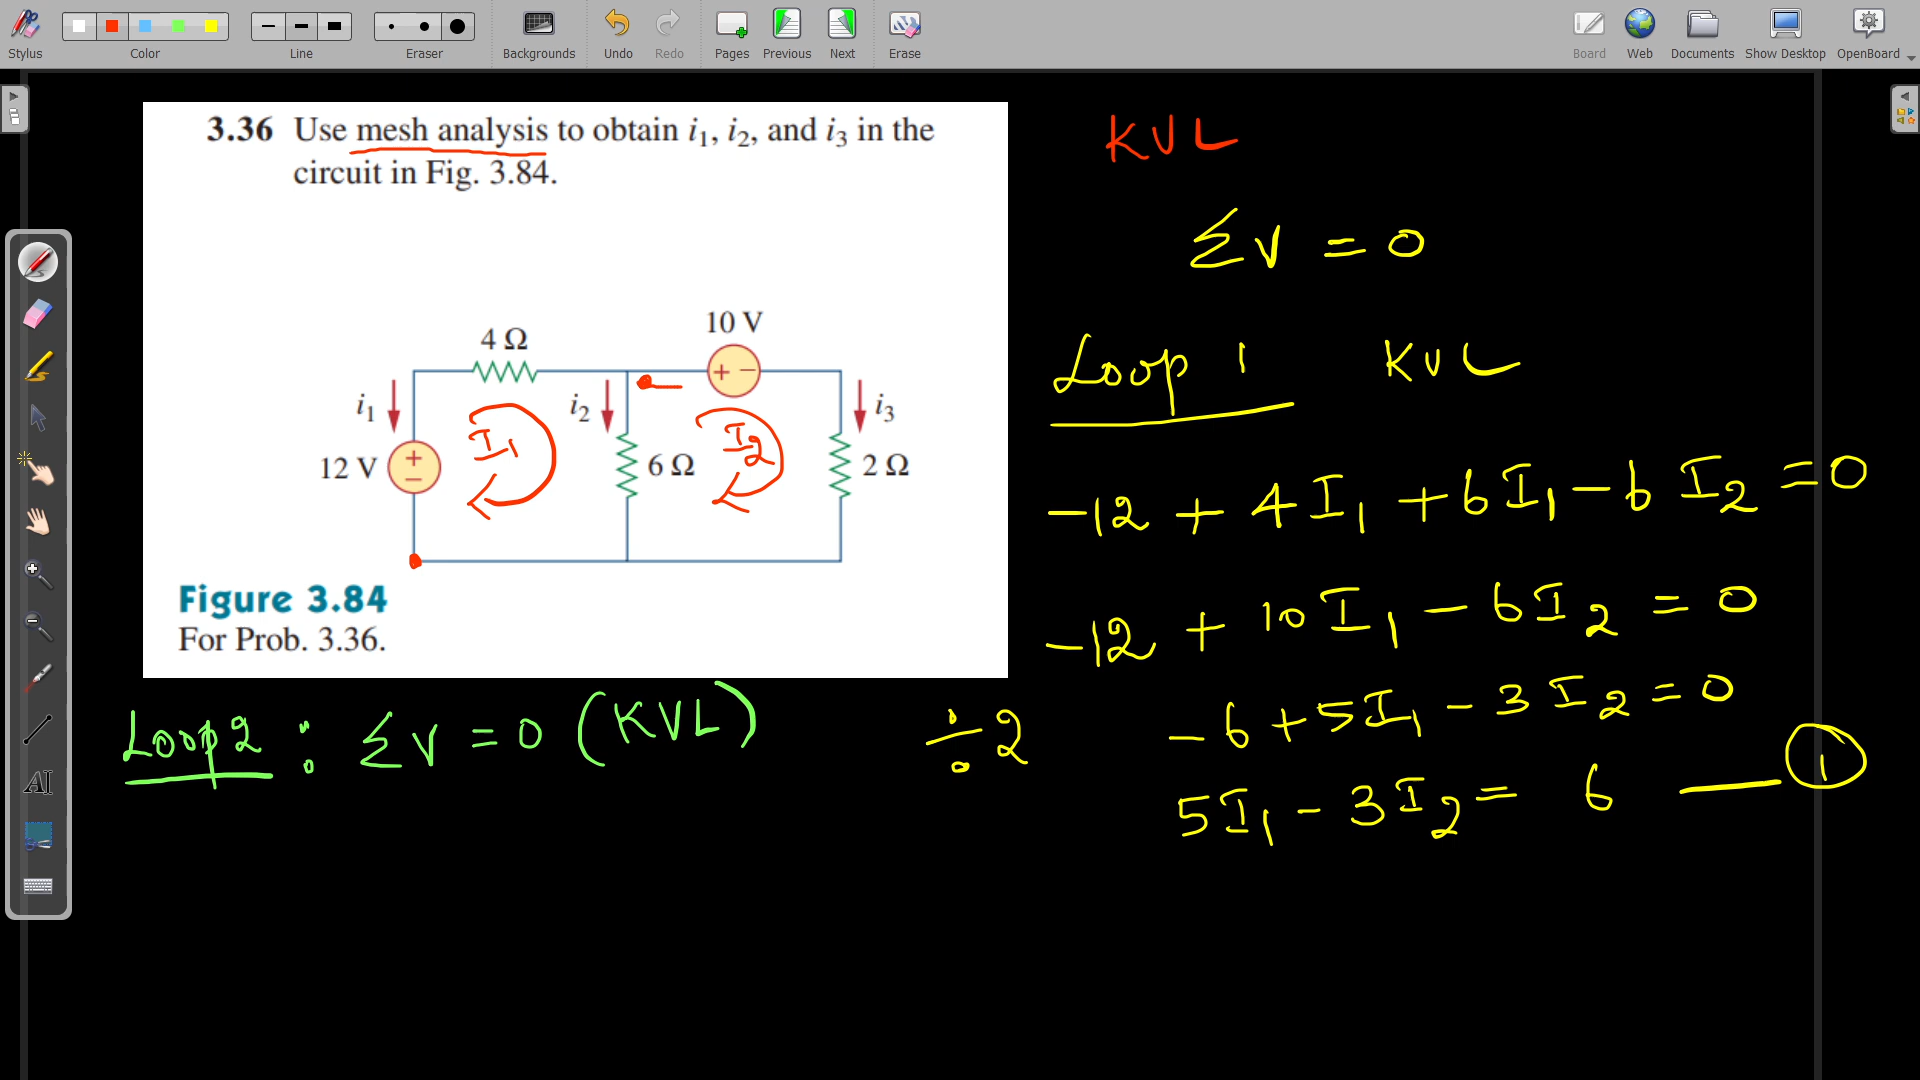 Stylus Color Line Eraser Backgrounds Undo Redo Pages Previous Next Erase Board Web Documents Show Desktop OpenBoard
3.36 Use mesh analysis to obtain i₁, i₂, and i₃ in the
circuit in Fig. 3.84.
4 Ω
10 V
i₁
i₂
i₃
12 V
+
−
I₁
6 Ω
+ −
I₂
2 Ω
Figure 3.84
For Prob. 3.36.
KVL
Σv = 0
Loop 1 KVL
-12 + 4I₁ + 6I₁ - 6I₂ = 0
-12 + 10I₁ - 6I₂ = 0
÷2
-6 + 5I₁ - 3I₂ = 0
5I₁ - 3I₂ = 6 — 1
Loop 2 : Σv = 0 (KVL)
AI